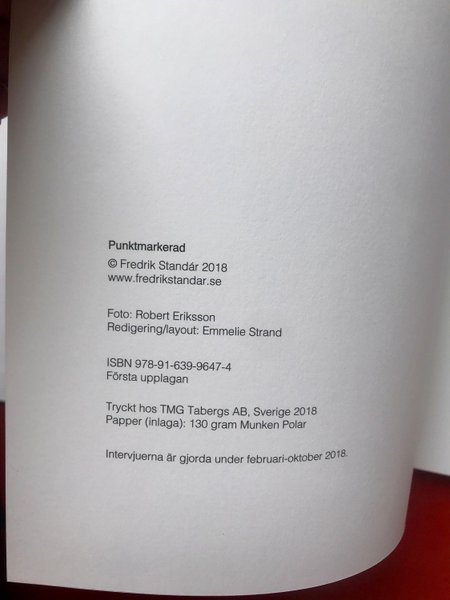 Punktmarkerad
© Fredrik Standár 2018
www.fredrikstandar.se
Foto: Robert Eriksson
Redigering/layout: Emmelie Strand
ISBN 978-91-639-9647-4
Första upplagan
Tryckt hos TMG Tabergs AB, Sverige 2018
Papper (inlaga): 130 gram Munken Polar
Intervjuerna är gjorda under februari-oktober 2018.